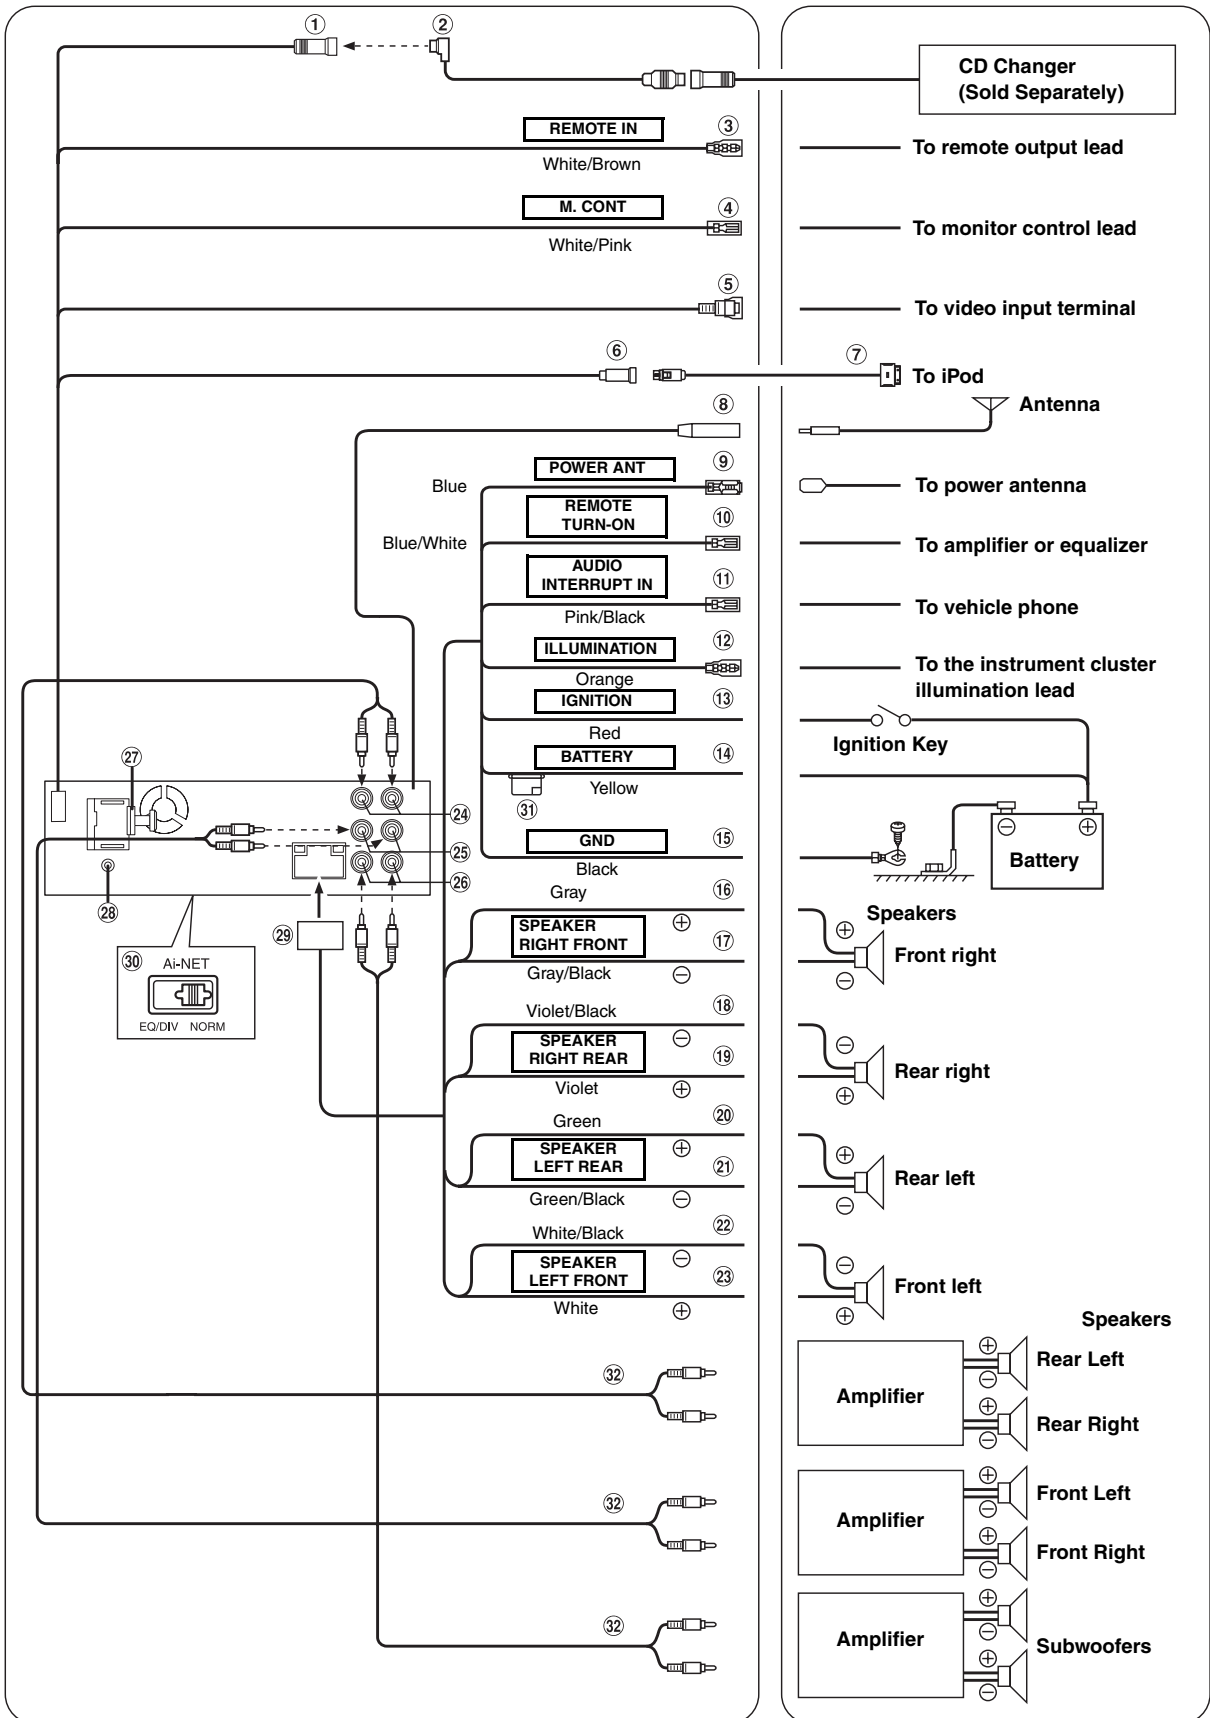 ① ②
CD Changer
(Sold Separately)
REMOTE IN ③
White/Brown
To remote output lead
M. CONT ④
White/Pink
To monitor control lead
⑤
To video input terminal
⑥ ⑦
To iPod
⑧
Antenna
POWER ANT ⑨
Blue
To power antenna
REMOTE
TURN-ON ⑩
Blue/White
To amplifier or equalizer
AUDIO
INTERRUPT IN ⑪
Pink/Black
To vehicle phone
ILLUMINATION ⑫
Orange
To the instrument cluster
illumination lead
IGNITION ⑬
Red
Ignition Key
BATTERY ⑭
Yellow
㉛
GND ⑮
Black
⊖ ⊕
Battery
㉗
㉔
㉕
㉖
㉘
㉙
㉚ Ai-NET
EQ/DIV NORM
Gray ⑯
SPEAKER
RIGHT FRONT ⊕ ⑰
Gray/Black ⊖
Speakers
⊕
Front right
⊖
Violet/Black ⑱
SPEAKER
RIGHT REAR ⊖ ⑲
Violet ⊕
⊖
Rear right
⊕
Green ⑳
SPEAKER
LEFT REAR ⊕ ㉑
Green/Black ⊖
⊕
Rear left
⊖
White/Black ㉒
SPEAKER
LEFT FRONT ⊖ ㉓
White ⊕
⊖
Front left
⊕
Speakers
㉜
Amplifier
⊕
Rear Left
⊖
⊕
Rear Right
⊖
㉜
Amplifier
⊕
Front Left
⊖
⊕
Front Right
⊖
㉜
Amplifier
⊕
⊖
Subwoofers
⊕
⊖